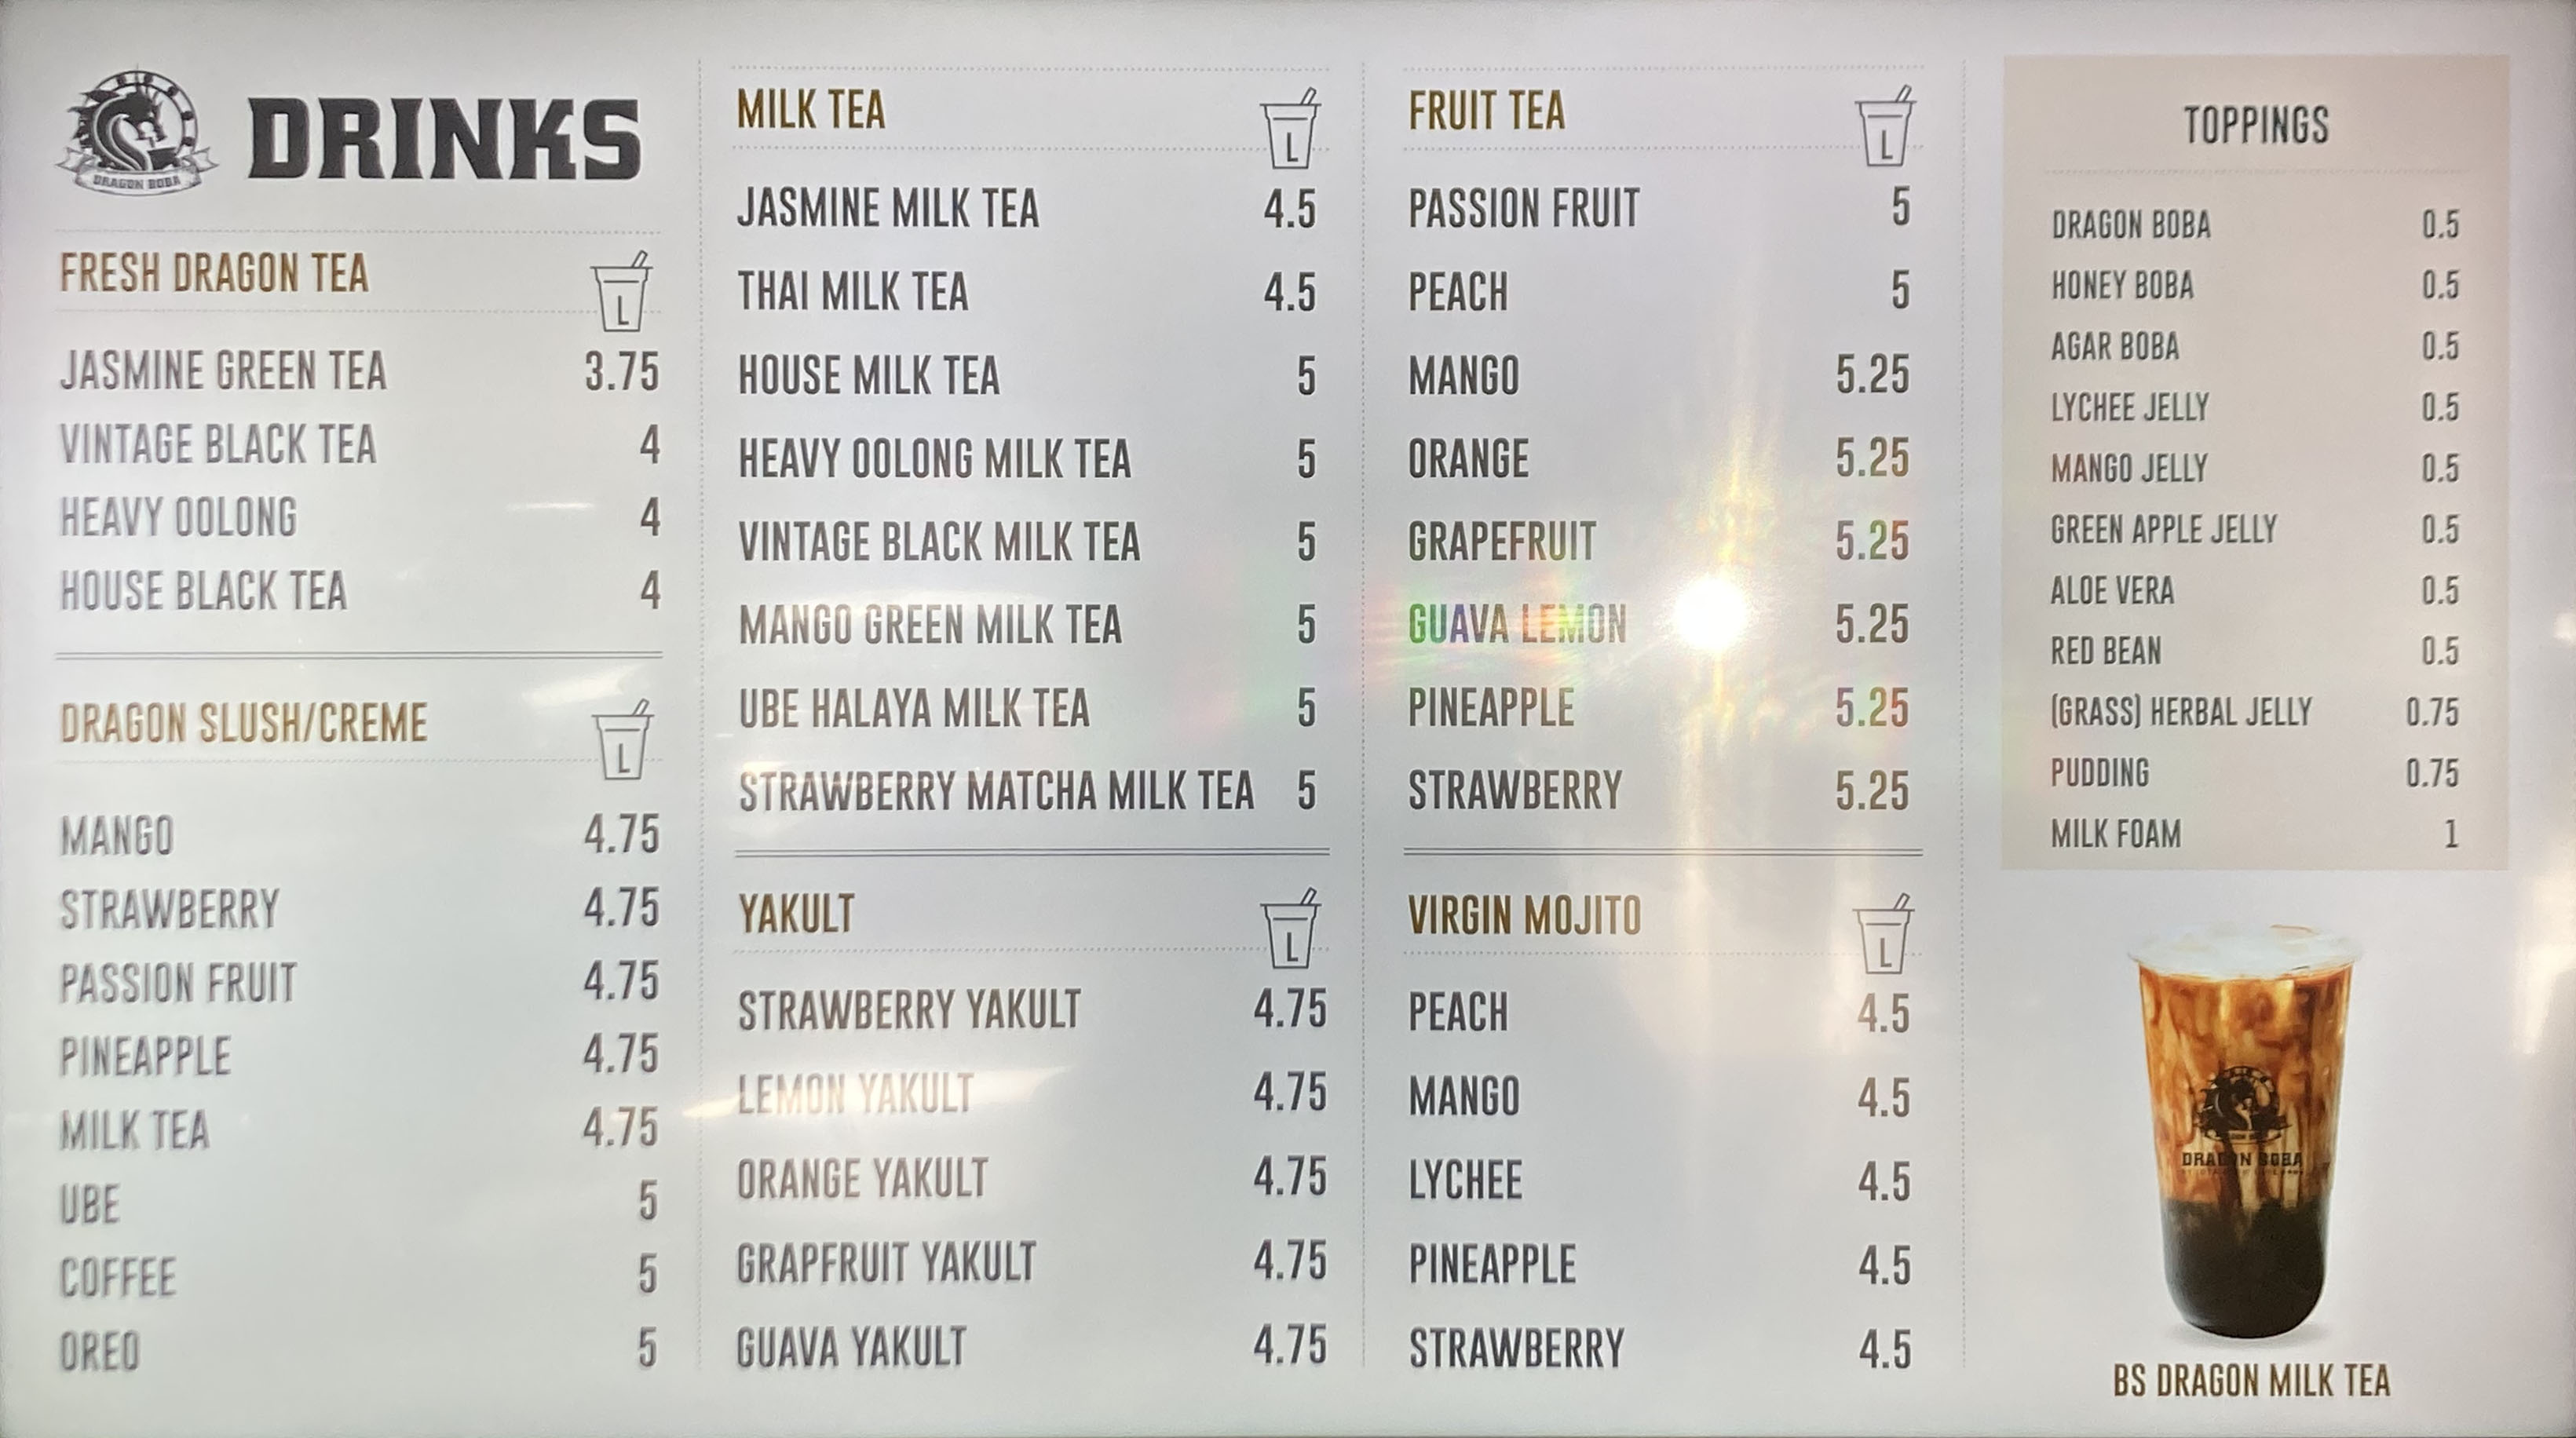 DRAGON BOBA
DRINKS
FRESH DRAGON TEA L
JASMINE GREEN TEA 3.75
VINTAGE BLACK TEA 4
HEAVY OOLONG 4
HOUSE BLACK TEA 4
DRAGON SLUSH/CREME L
MANGO 4.75
STRAWBERRY 4.75
PASSION FRUIT 4.75
PINEAPPLE 4.75
MILK TEA 4.75
UBE 5
COFFEE 5
OREO 5
MILK TEA L
JASMINE MILK TEA 4.5
THAI MILK TEA 4.5
HOUSE MILK TEA 5
HEAVY OOLONG MILK TEA 5
VINTAGE BLACK MILK TEA 5
MANGO GREEN MILK TEA 5
UBE HALAYA MILK TEA 5
STRAWBERRY MATCHA MILK TEA 5
YAKULT L
STRAWBERRY YAKULT 4.75
LEMON YAKULT 4.75
ORANGE YAKULT 4.75
GRAPFRUIT YAKULT 4.75
GUAVA YAKULT 4.75
FRUIT TEA L
PASSION FRUIT 5
PEACH 5
MANGO 5.25
ORANGE 5.25
GRAPEFRUIT 5.25
GUAVA LEMON 5.25
PINEAPPLE 5.25
STRAWBERRY 5.25
VIRGIN MOJITO L
PEACH 4.5
MANGO 4.5
LYCHEE 4.5
PINEAPPLE 4.5
STRAWBERRY 4.5
TOPPINGS
DRAGON BOBA 0.5
HONEY BOBA 0.5
AGAR BOBA 0.5
LYCHEE JELLY 0.5
MANGO JELLY 0.5
GREEN APPLE JELLY 0.5
ALOE VERA 0.5
RED BEAN 0.5
(GRASS) HERBAL JELLY 0.75
PUDDING 0.75
MILK FOAM 1
DRAGON BOBA
BS DRAGON MILK TEA